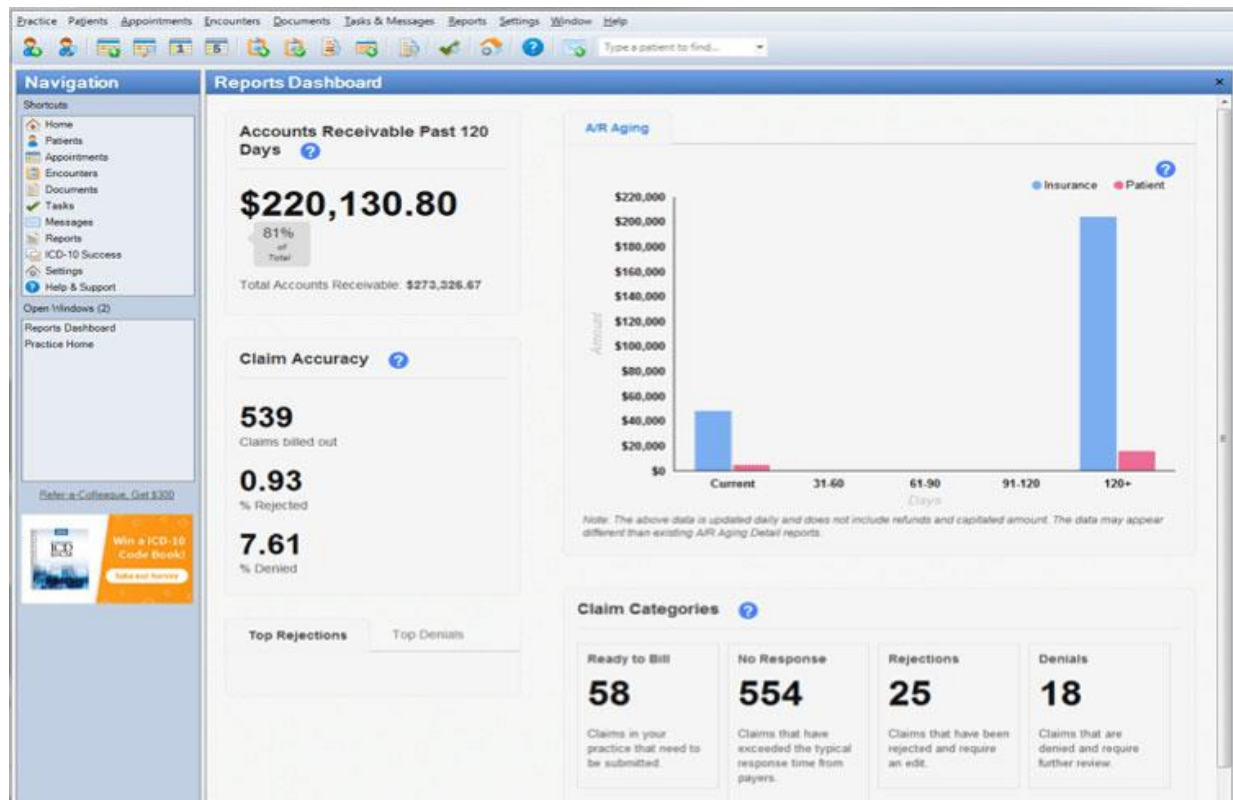 Practice Patients Appointments Encounters Documents Tasks & Messages Reports Settings Window Help
Type a patient to find...
Navigation
Shortcuts
Home
Patients
Appointments
Encounters
Documents
Tasks
Messages
Reports
ICD-10 Success
Settings
Help & Support
Open Windows (2)
Reports Dashboard
Practice Home
Refer-a-Colleague, Get $300
Win a ICD-10
Code Book!
Take our Survey
Reports Dashboard
Accounts Receivable Past 120
Days ?
$220,130.80
81%
of
Total
Total Accounts Receivable: $273,326.67
Claim Accuracy ?
539
Claims billed out
0.93
% Rejected
7.61
% Denied
Top Rejections Top Denials
A/R Aging
?
Insurance Patient
$220,000
$200,000
$180,000
$160,000
$140,000
$120,000
$100,000
$80,000
$60,000
$40,000
$20,000
$0
Amount
Current 31-60 61-90 91-120 120+
Days
Note: The above data is updated daily and does not include refunds and capitated amount. The data may appear
different than existing A/R Aging Detail reports.
Claim Categories ?
Ready to Bill
58
Claims in your
practice that need to
be submitted.
No Response
554
Claims that have
exceeded the typical
response time from
payers.
Rejections
25
Claims that have been
rejected and require
an edit.
Denials
18
Claims that are
denied and require
further review.